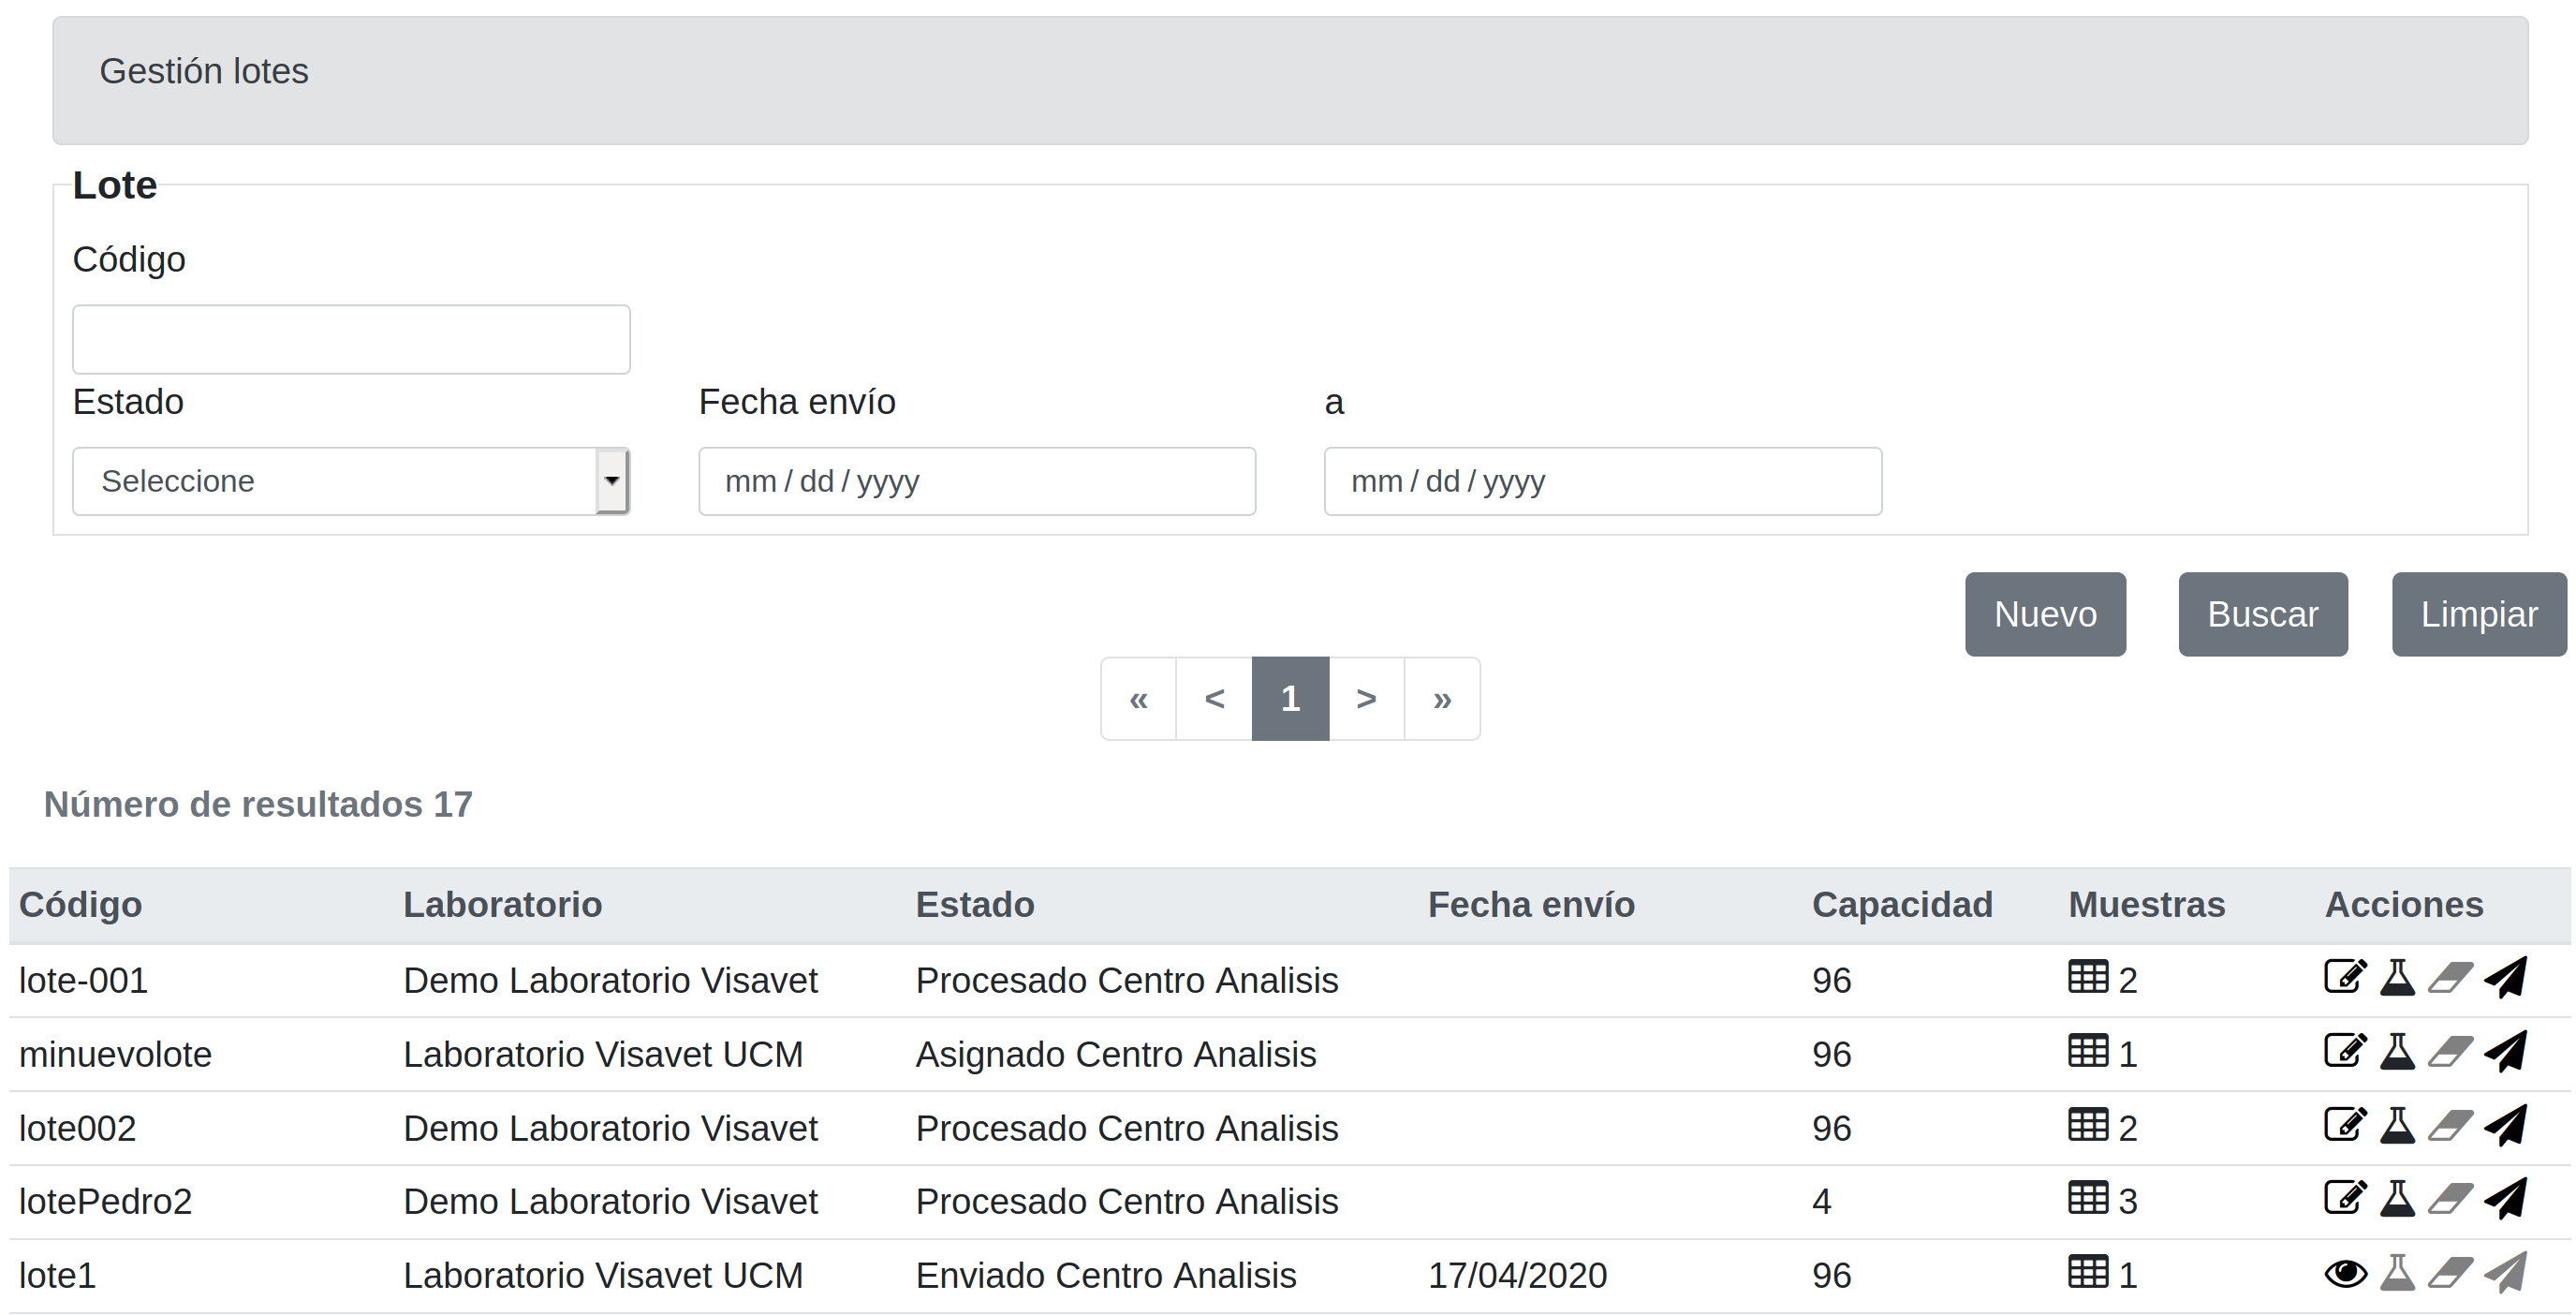 Gestión lotes
Lote
Código
Estado Fecha envío a
Seleccione mm / dd / yyyy mm / dd / yyyy
Nuevo Buscar Limpiar
« < 1 > »
Número de resultados 17
Código Laboratorio Estado Fecha envío Capacidad Muestras Acciones
lote-001 Demo Laboratorio Visavet Procesado Centro Analisis 96 2
minuevolote Laboratorio Visavet UCM Asignado Centro Analisis 96 1
lote002 Demo Laboratorio Visavet Procesado Centro Analisis 96 2
lotePedro2 Demo Laboratorio Visavet Procesado Centro Analisis 4 3
lote1 Laboratorio Visavet UCM Enviado Centro Analisis 17/04/2020 96 1